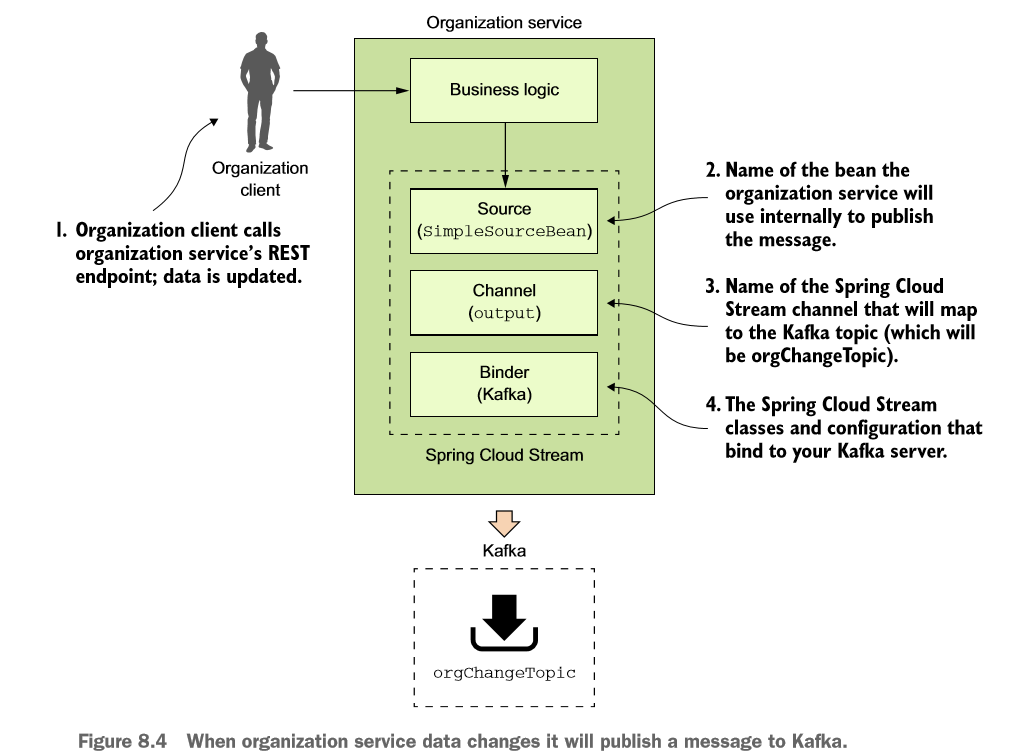 Organization service
Business logic
Organization
client
1. Organization client calls
organization service's REST
endpoint; data is updated.
Source
(SimpleSourceBean)
2. Name of the bean the
organization service will
use internally to publish
the message.
Channel
(output)
3. Name of the Spring Cloud
Stream channel that will map
to the Kafka topic (which will
be orgChangeTopic).
Binder
(Kafka)
4. The Spring Cloud Stream
classes and configuration that
bind to your Kafka server.
Spring Cloud Stream
Kafka
orgChangeTopic
Figure 8.4 When organization service data changes it will publish a message to Kafka.